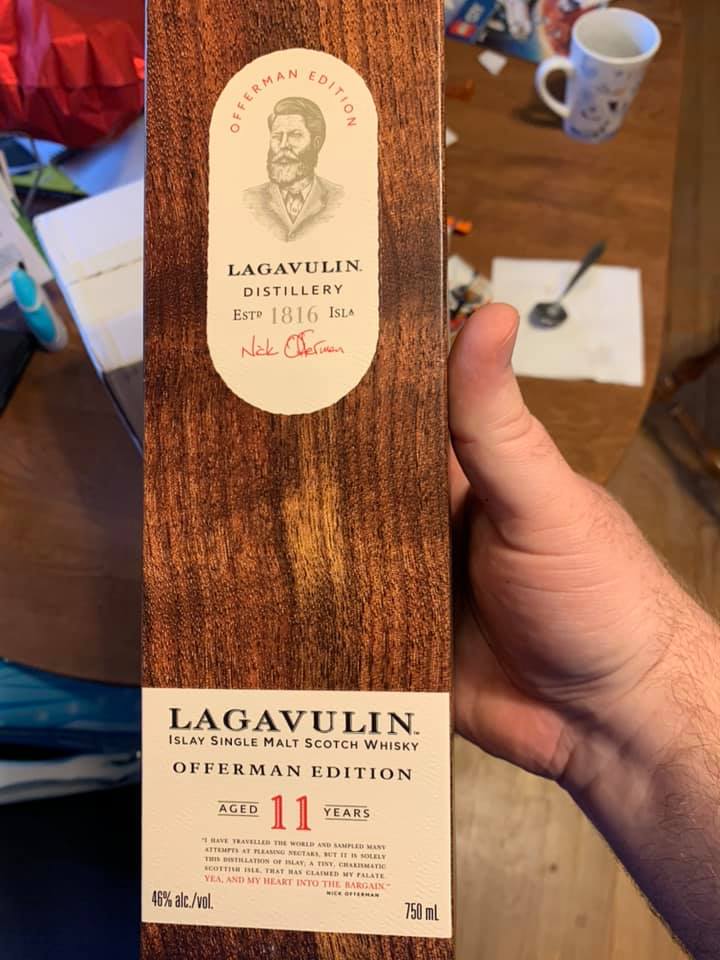 OFFERMAN EDITION
LAGAVULIN.
DISTILLERY
ESTD 1816 ISLA
Nick Offerman
LAGAVULIN™
ISLAY SINGLE MALT SCOTCH WHISKY
OFFERMAN EDITION
AGED 11 YEARS
"I HAVE TRAVELLED THE WORLD AND SAMPLED MANY
ATTEMPTS AT PLEASING NECTARS, BUT IT IS SOLELY
THIS DISTILLATION OF ISLAY; A TINY, CHARISMATIC
SCOTTISH ISLE, THAT HAS CLAIMED MY PALATE.
YEA, AND MY HEART INTO THE BARGAIN."
NICK OFFERMAN
46% alc./vol.
750 mL